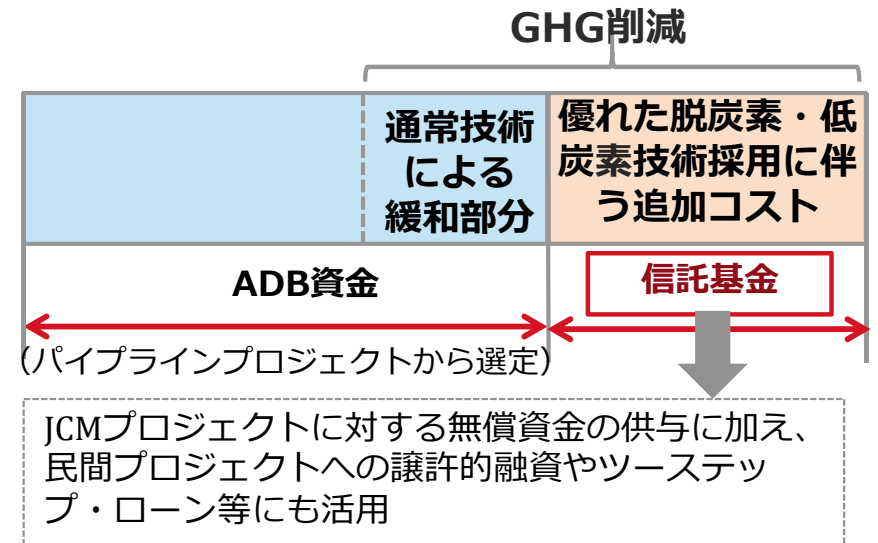 GHG削減
通常技術
による
緩和部分
優れた脱炭素・低
炭素技術採用に伴
う追加コスト
ADB資金
信託基金
（パイプラインプロジェクトから選定）
JCMプロジェクトに対する無償資金の供与に加え、
民間プロジェクトへの譲許的融資やツーステッ
プ・ローン等にも活用